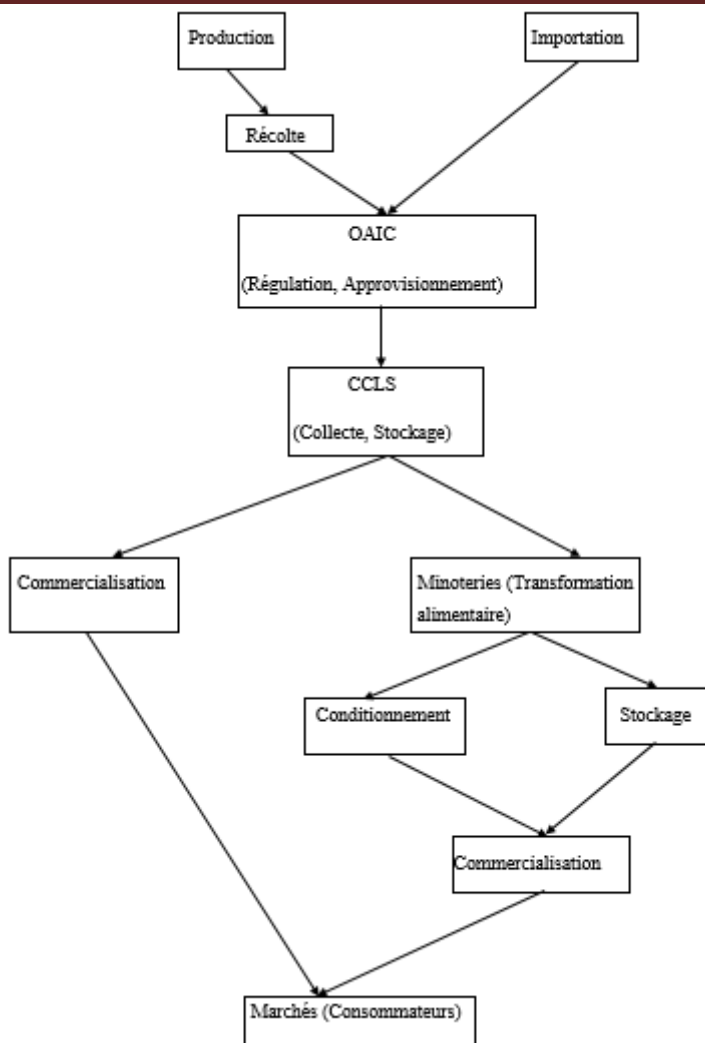 Production
Importation
Récolte
OAIC
(Régulation, Approvisionnement)
CCLS
(Collecte, Stockage)
Commercialisation
Minoteries (Transformation
alimentaire)
Conditionnement
Stockage
Commercialisation
Marchés (Consommateurs)